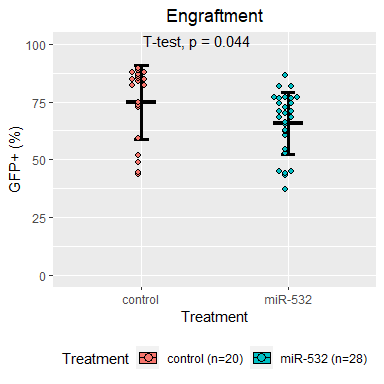 Engraftment
T-test, p = 0.044
100
75
50
25
0
GFP+ (%)
control
miR-532
Treatment
Treatment control (n=20) miR-532 (n=28)